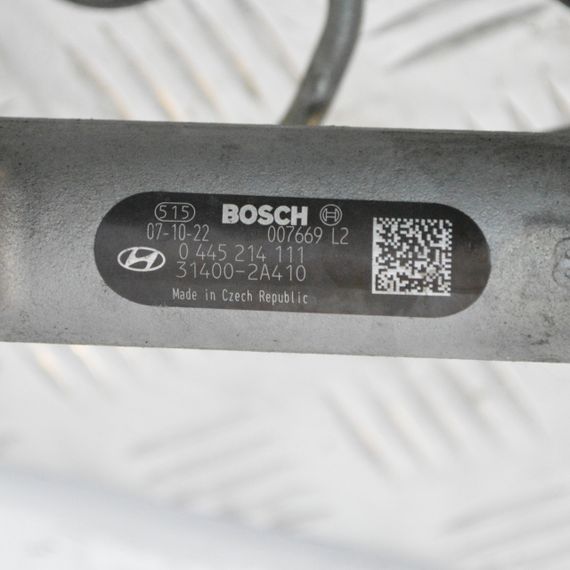 515 BOSCH
07-10-22 007669 L2
0 445 214 111
31400-2A410
Made in Czech Republic